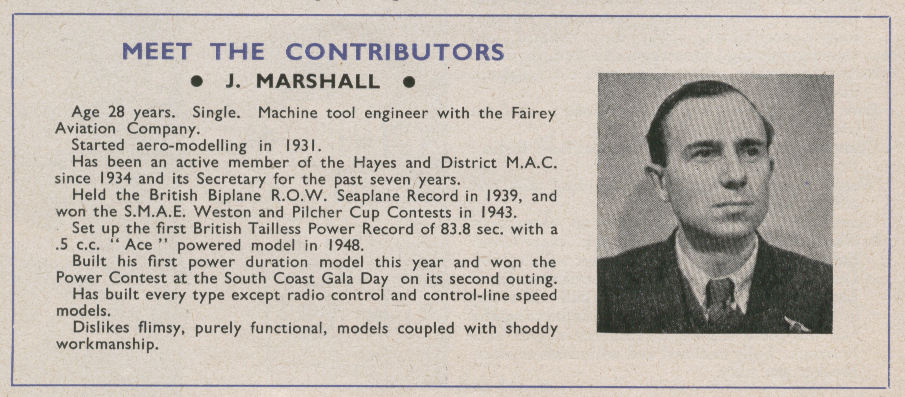 MEET THE CONTRIBUTORS
● J. MARSHALL ●
Age 28 years. Single. Machine tool engineer with the Fairey
Aviation Company.
Started aero-modelling in 1931.
Has been an active member of the Hayes and District M.A.C.
since 1934 and its Secretary for the past seven years.
Held the British Biplane R.O.W. Seaplane Record in 1939, and
won the S.M.A.E. Weston and Pilcher Cup Contests in 1943.
Set up the first British Tailless Power Record of 83.8 sec. with a
.5 c.c. "Ace" powered model in 1948.
Built his first power duration model this year and won the
Power Contest at the South Coast Gala Day on its second outing.
Has built every type except radio control and control-line speed
models.
Dislikes flimsy, purely functional, models coupled with shoddy
workmanship.